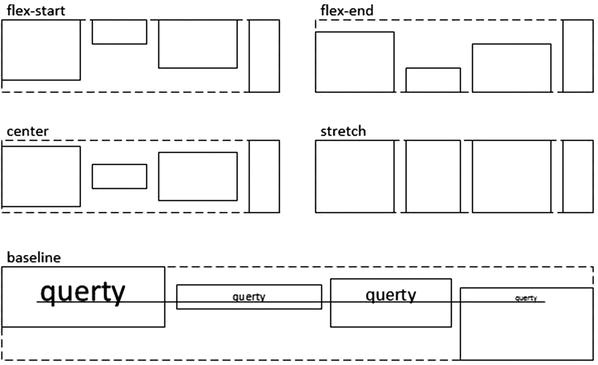 flex-start
flex-end
center
stretch
baseline
querty
querty
querty
querty